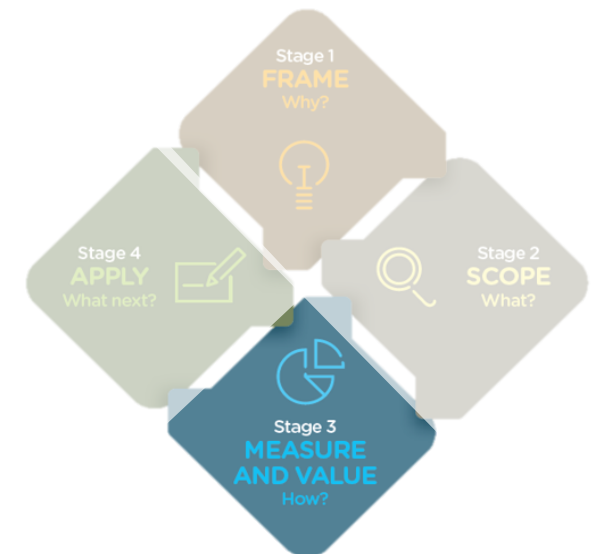 Stage 1
FRAME
Why?
Stage 2
SCOPE
What?
Stage 3
MEASURE
AND VALUE
How?
Stage 4
APPLY
What next?